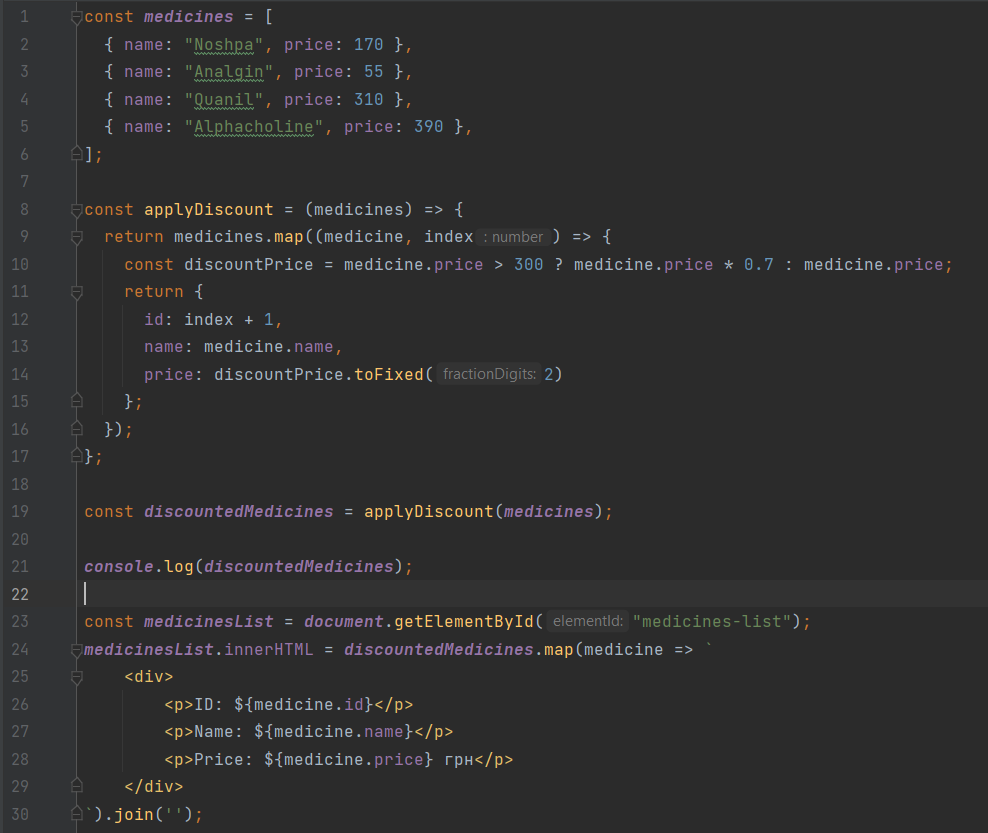 1 const medicines = [
2   { name: "Noshpa", price: 170 },
3   { name: "Analgin", price: 55 },
4   { name: "Quanil", price: 310 },
5   { name: "Alphacholine", price: 390 },
6 ];
7
8 const applyDiscount = (medicines) => {
9   return medicines.map((medicine, index : number ) => {
10     const discountPrice = medicine.price > 300 ? medicine.price * 0.7 : medicine.price;
11     return {
12       id: index + 1,
13       name: medicine.name,
14       price: discountPrice.toFixed( fractionDigits: 2)
15     };
16   });
17 };
18
19 const discountedMedicines = applyDiscount(medicines);
20
21 console.log(discountedMedicines);
22
23 const medicinesList = document.getElementById( elementId: "medicines-list");
24 medicinesList.innerHTML = discountedMedicines.map(medicine => `
25     <div>
26         <p>ID: ${medicine.id}</p>
27         <p>Name: ${medicine.name}</p>
28         <p>Price: ${medicine.price} грн</p>
29     </div>
30 `).join('');